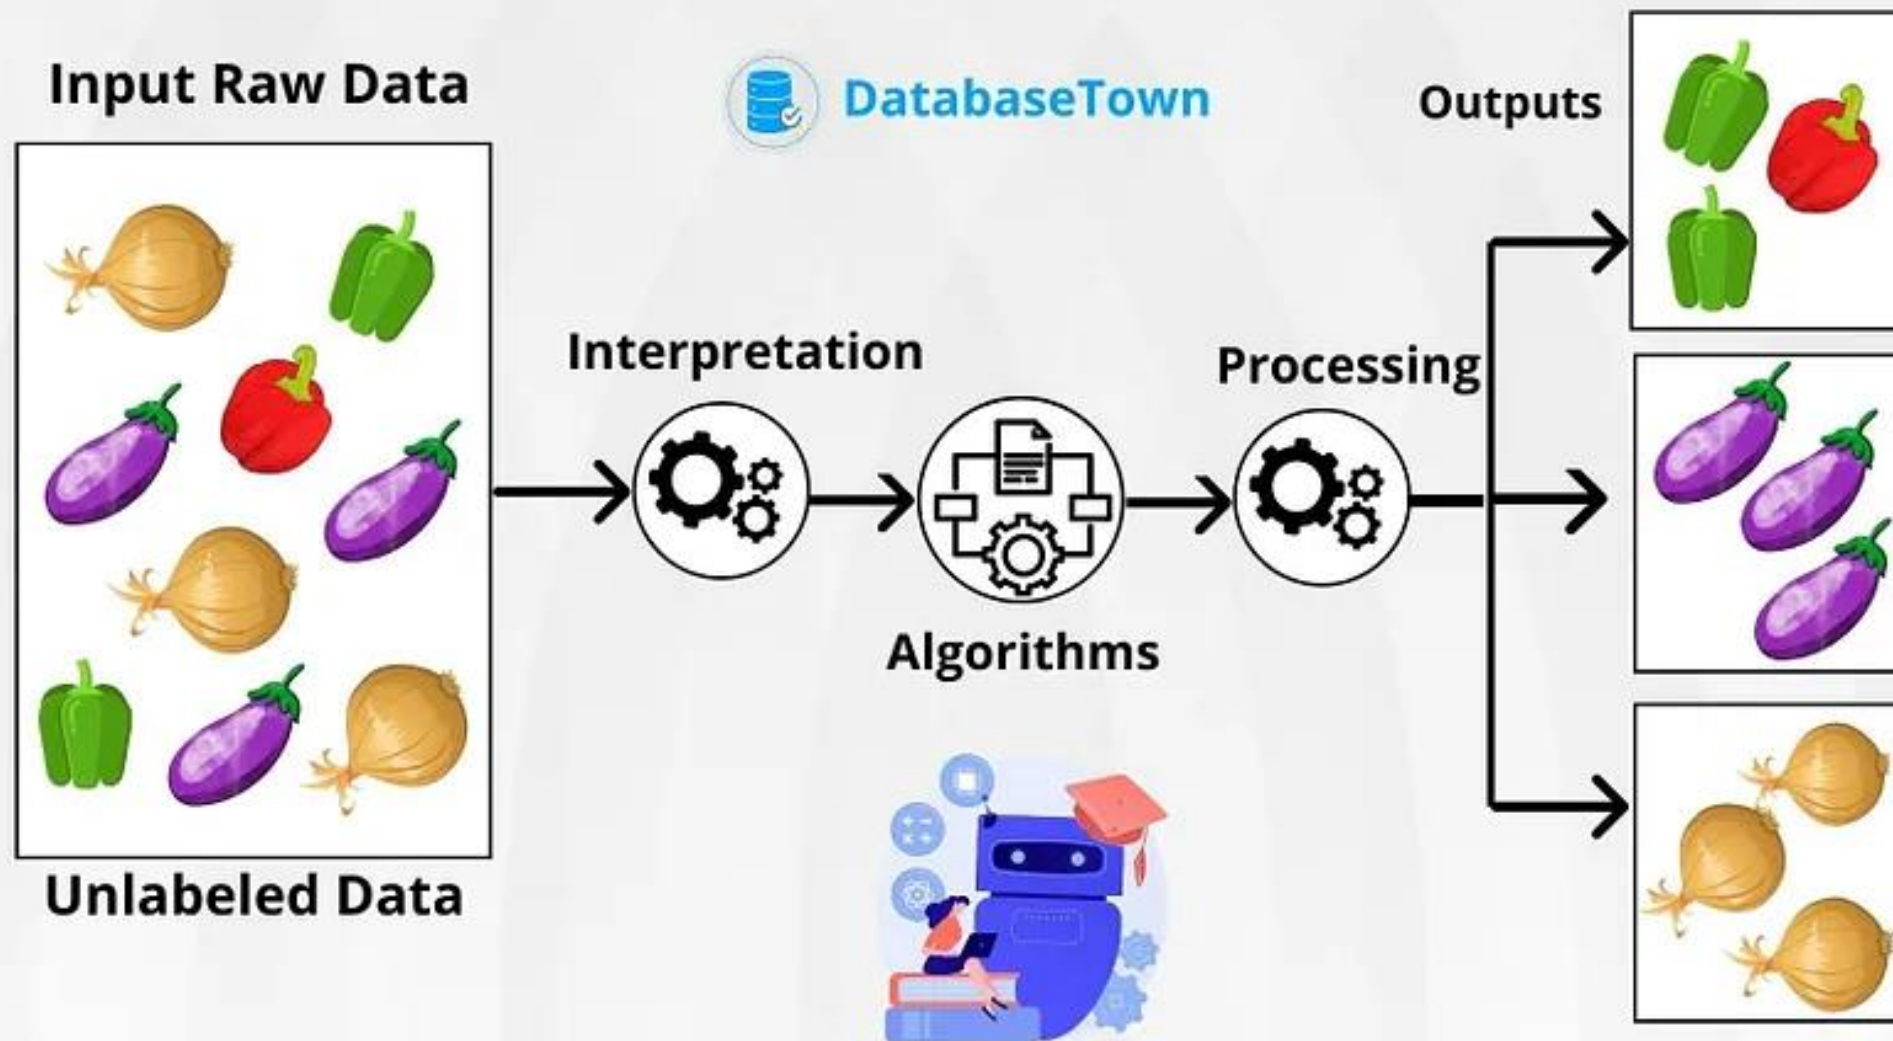 Input Raw Data
DatabaseTown
Outputs
Interpretation
Processing
Algorithms
Unlabeled Data